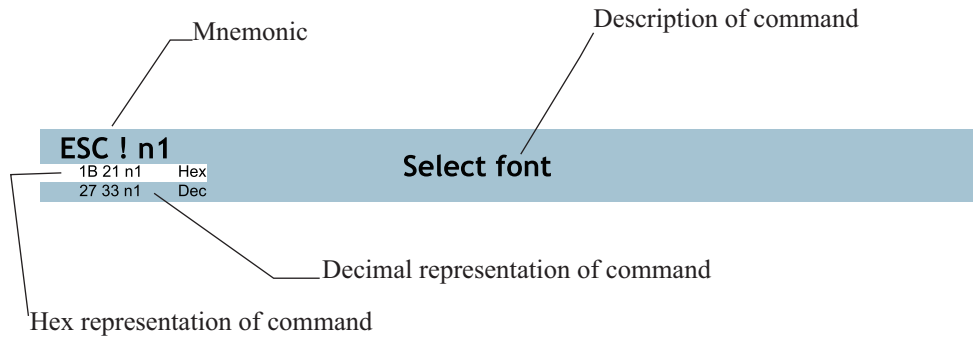 Description of command
Mnemonic
ESC ! n1
1B 21 n1 Hex
27 33 n1 Dec
Select font
Decimal representation of command
Hex representation of command